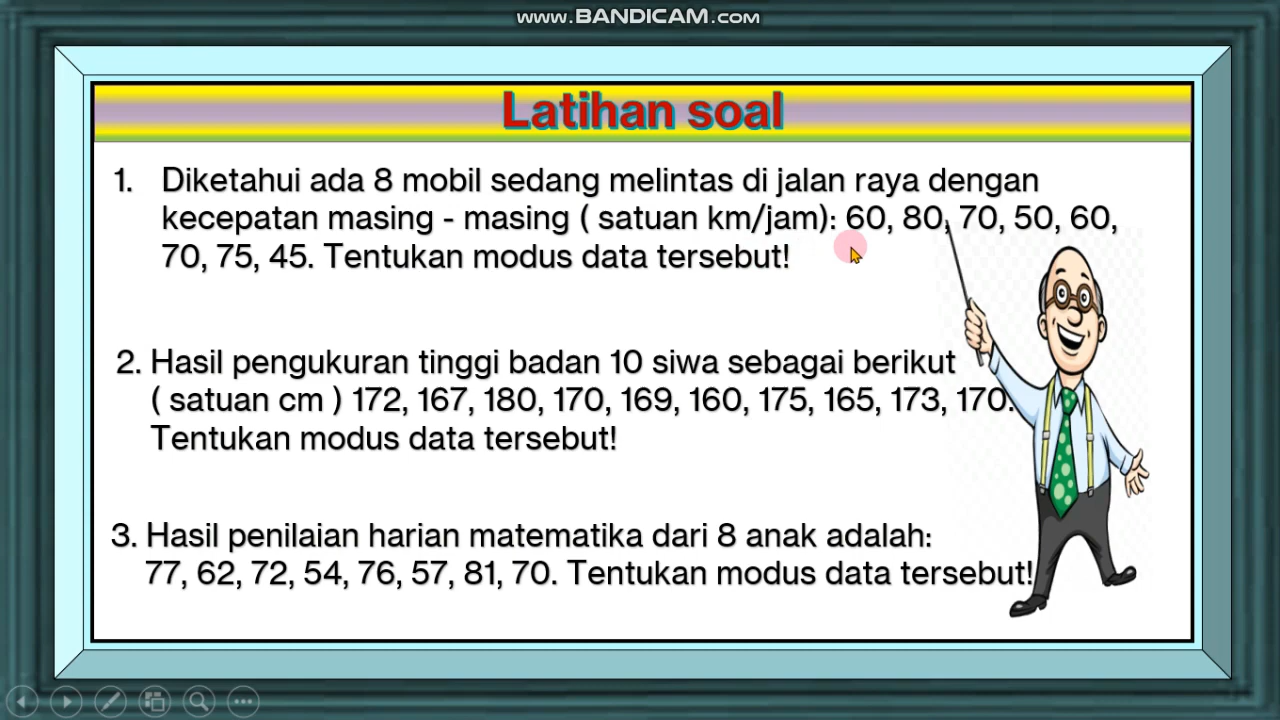 www.BANDICAM.com
Latihan soal
1. Diketahui ada 8 mobil sedang melintas di jalan raya dengan
kecepatan masing - masing ( satuan km/jam): 60, 80, 70, 50, 60,
70, 75, 45. Tentukan modus data tersebut!
2. Hasil pengukuran tinggi badan 10 siwa sebagai berikut
( satuan cm ) 172, 167, 180, 170, 169, 160, 175, 165, 173, 170.
Tentukan modus data tersebut!
3. Hasil penilaian harian matematika dari 8 anak adalah:
77, 62, 72, 54, 76, 57, 81, 70. Tentukan modus data tersebut!